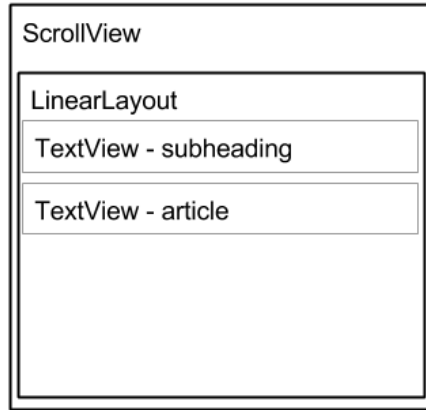 ScrollView
LinearLayout
TextView - subheading
TextView - article